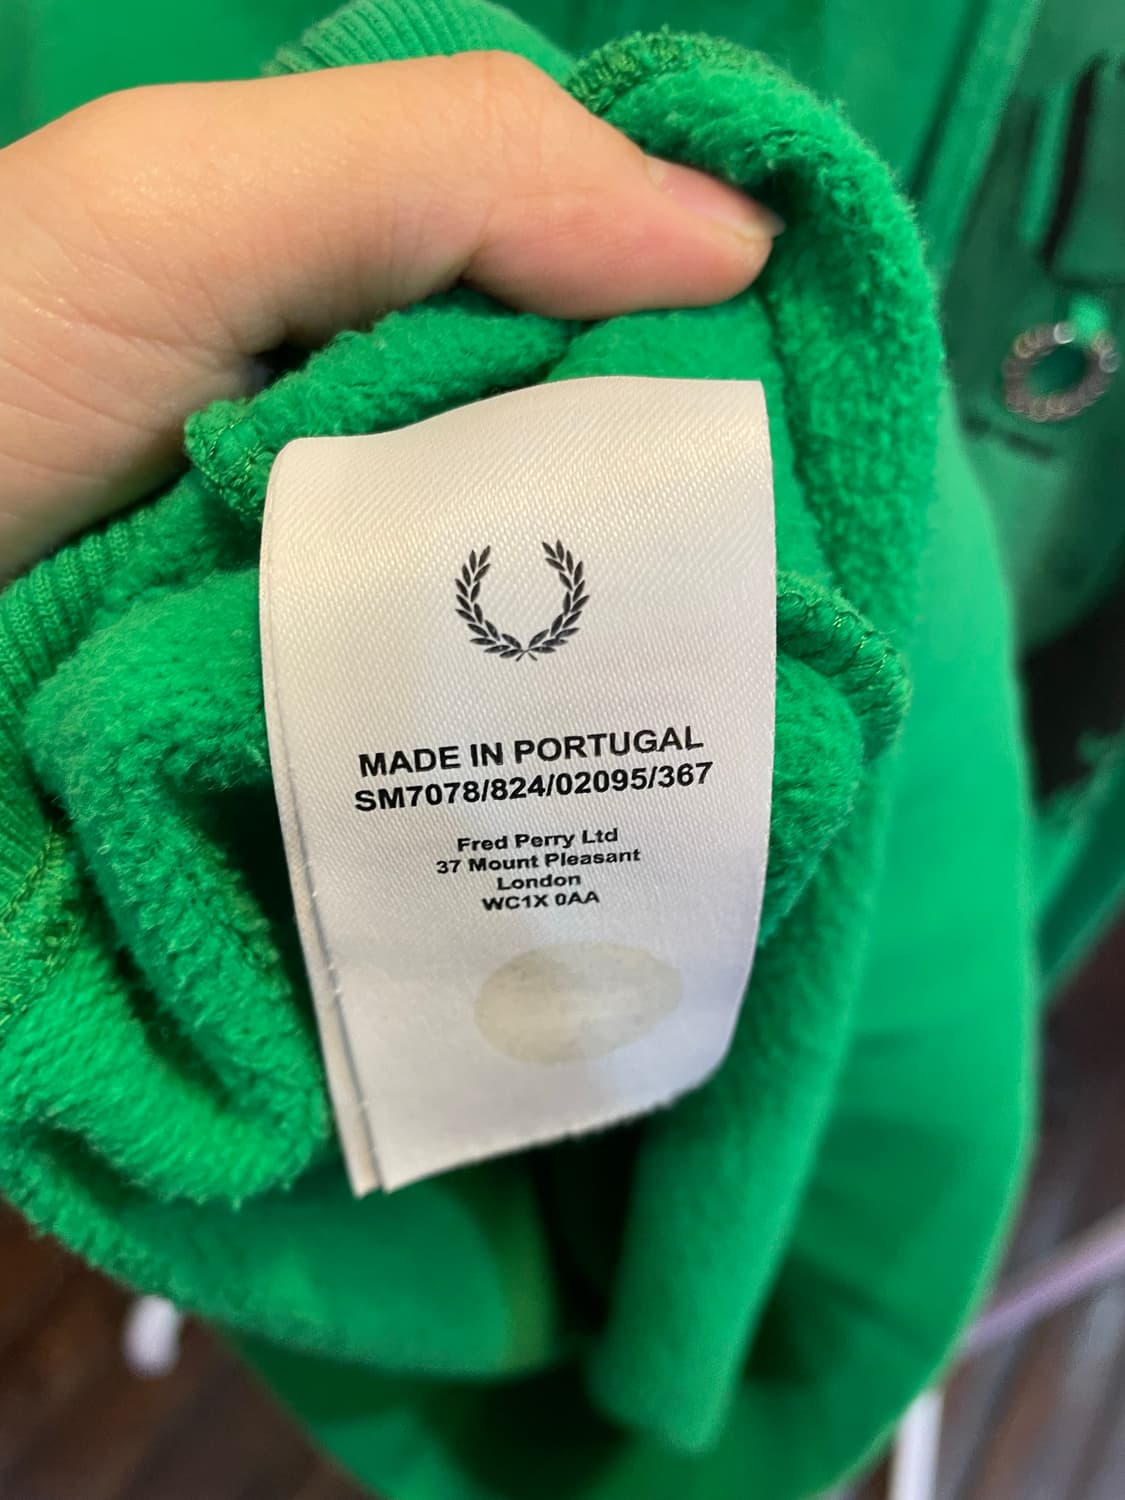 MADE IN PORTUGAL
SM7078/824/02095/367
Fred Perry Ltd
37 Mount Pleasant
London
WC1X 0AA